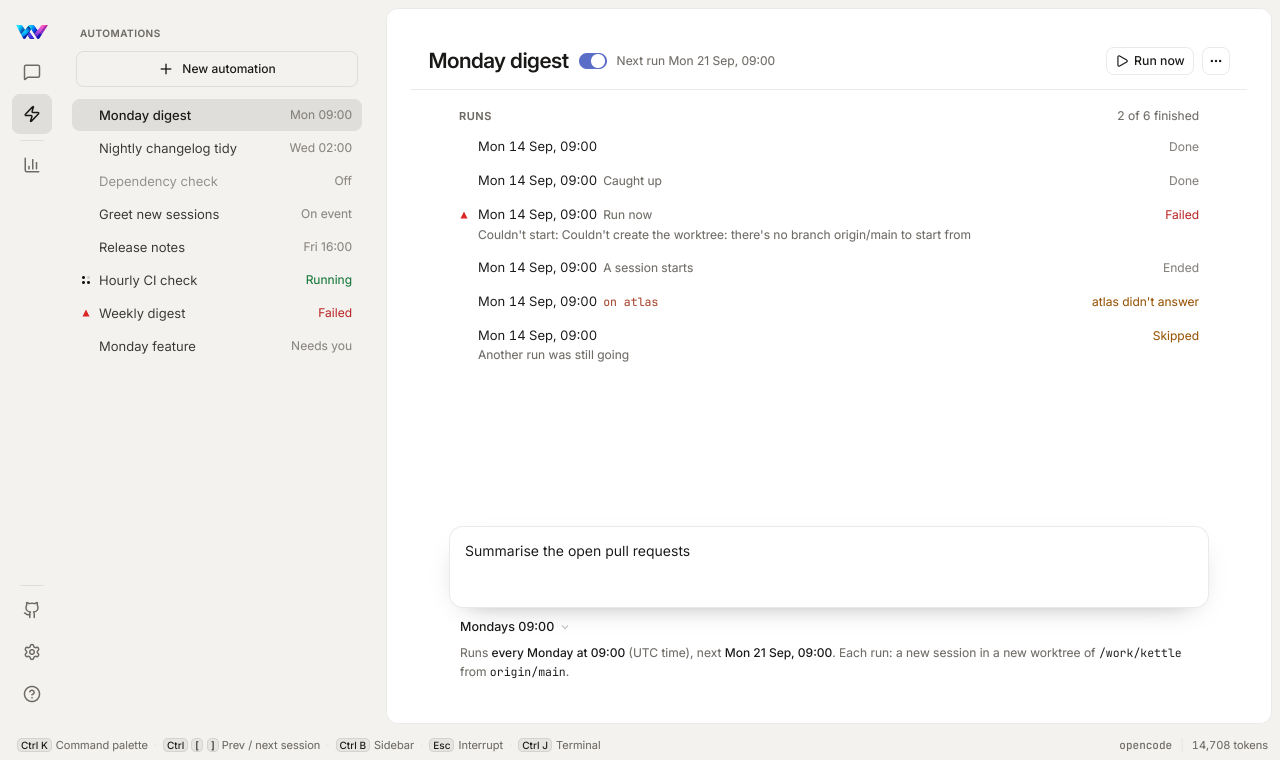 AUTOMATIONS
New automation
Monday digest Mon 09:00
Nightly changelog tidy Wed 02:00
Dependency check Off
Greet new sessions On event
Release notes Fri 16:00
Hourly CI check Running
Weekly digest Failed
Monday feature Needs you
Monday digest Next run Mon 21 Sep, 09:00 Run now
RUNS 2 of 6 finished
Mon 14 Sep, 09:00 Done
Mon 14 Sep, 09:00 Caught up Done
Mon 14 Sep, 09:00 Run now Failed
Couldn't start: Couldn't create the worktree: there's no branch origin/main to start from
Mon 14 Sep, 09:00 A session starts Ended
Mon 14 Sep, 09:00 on atlas atlas didn't answer
Mon 14 Sep, 09:00 Skipped
Another run was still going
Summarise the open pull requests
Mondays 09:00
Runs every Monday at 09:00 (UTC time), next Mon 21 Sep, 09:00. Each run: a new session in a new worktree of /work/kettle
from origin/main.
Ctrl K Command palette Ctrl [ ] Prev / next session Ctrl B Sidebar Esc Interrupt Ctrl J Terminal opencode 14,708 tokens